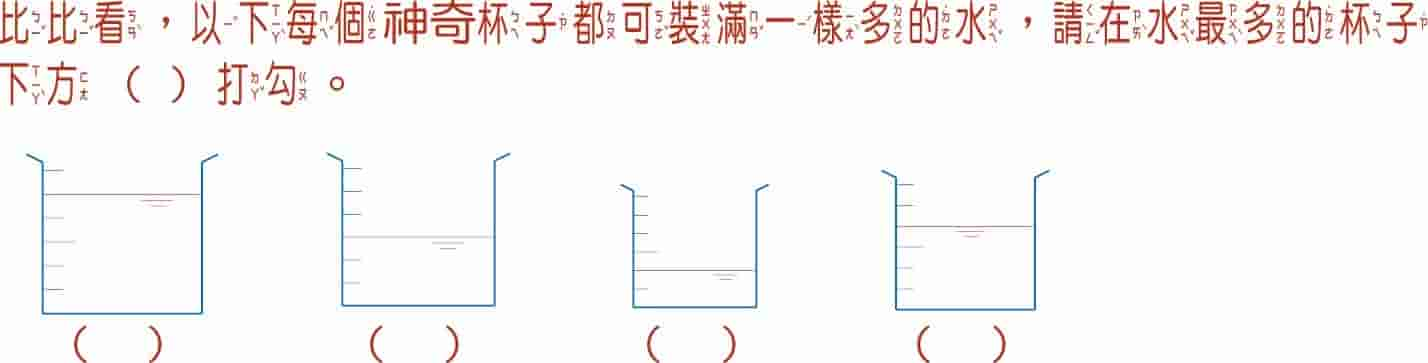 比比看，以下每個神奇杯子都可裝滿一樣多的水，請在水最多的杯子
下方（ ）打勾。
（ ） （ ） （ ） （ ）